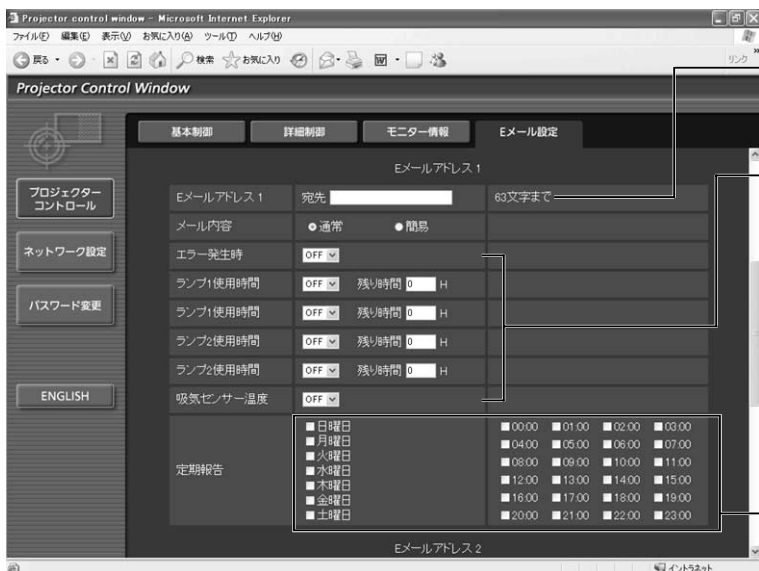 Projector control window - Microsoft Internet Explorer
ファイル(F) 編集(E) 表示(V) お気に入り(A) ツール(T) ヘルプ(H)
戻る 検索 お気に入り リンク »
Projector Control Window
基本制御 詳細制御 モニター情報 Eメール設定
Eメールアドレス 1
プロジェクター
コントロール
ネットワーク設定
パスワード変更
ENGLISH
Eメールアドレス 1 宛先 63文字まで
メール内容 通常 簡易
エラー発生時 OFF
ランプ1使用時間 OFF 残り時間 0 H
ランプ1使用時間 OFF 残り時間 0 H
ランプ2使用時間 OFF 残り時間 0 H
ランプ2使用時間 OFF 残り時間 0 H
吸気センサー温度 OFF
定期報告
日曜日
月曜日
火曜日
水曜日
木曜日
金曜日
土曜日
00:00 01:00 02:00 03:00
04:00 05:00 06:00 07:00
08:00 09:00 10:00 11:00
12:00 13:00 14:00 15:00
16:00 17:00 18:00 19:00
20:00 21:00 22:00 23:00
Eメールアドレス 2
イントラネット